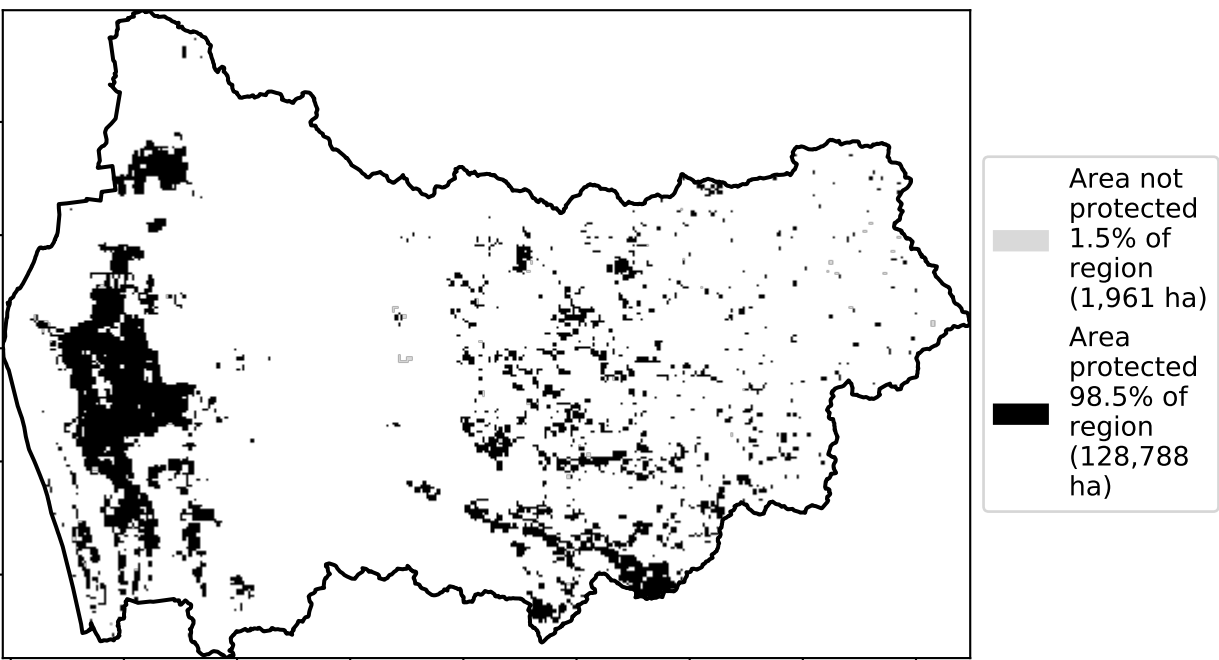 Area not
protected
1.5% of
region
(1,961 ha)
Area
protected
98.5% of
region
(128,788
ha)